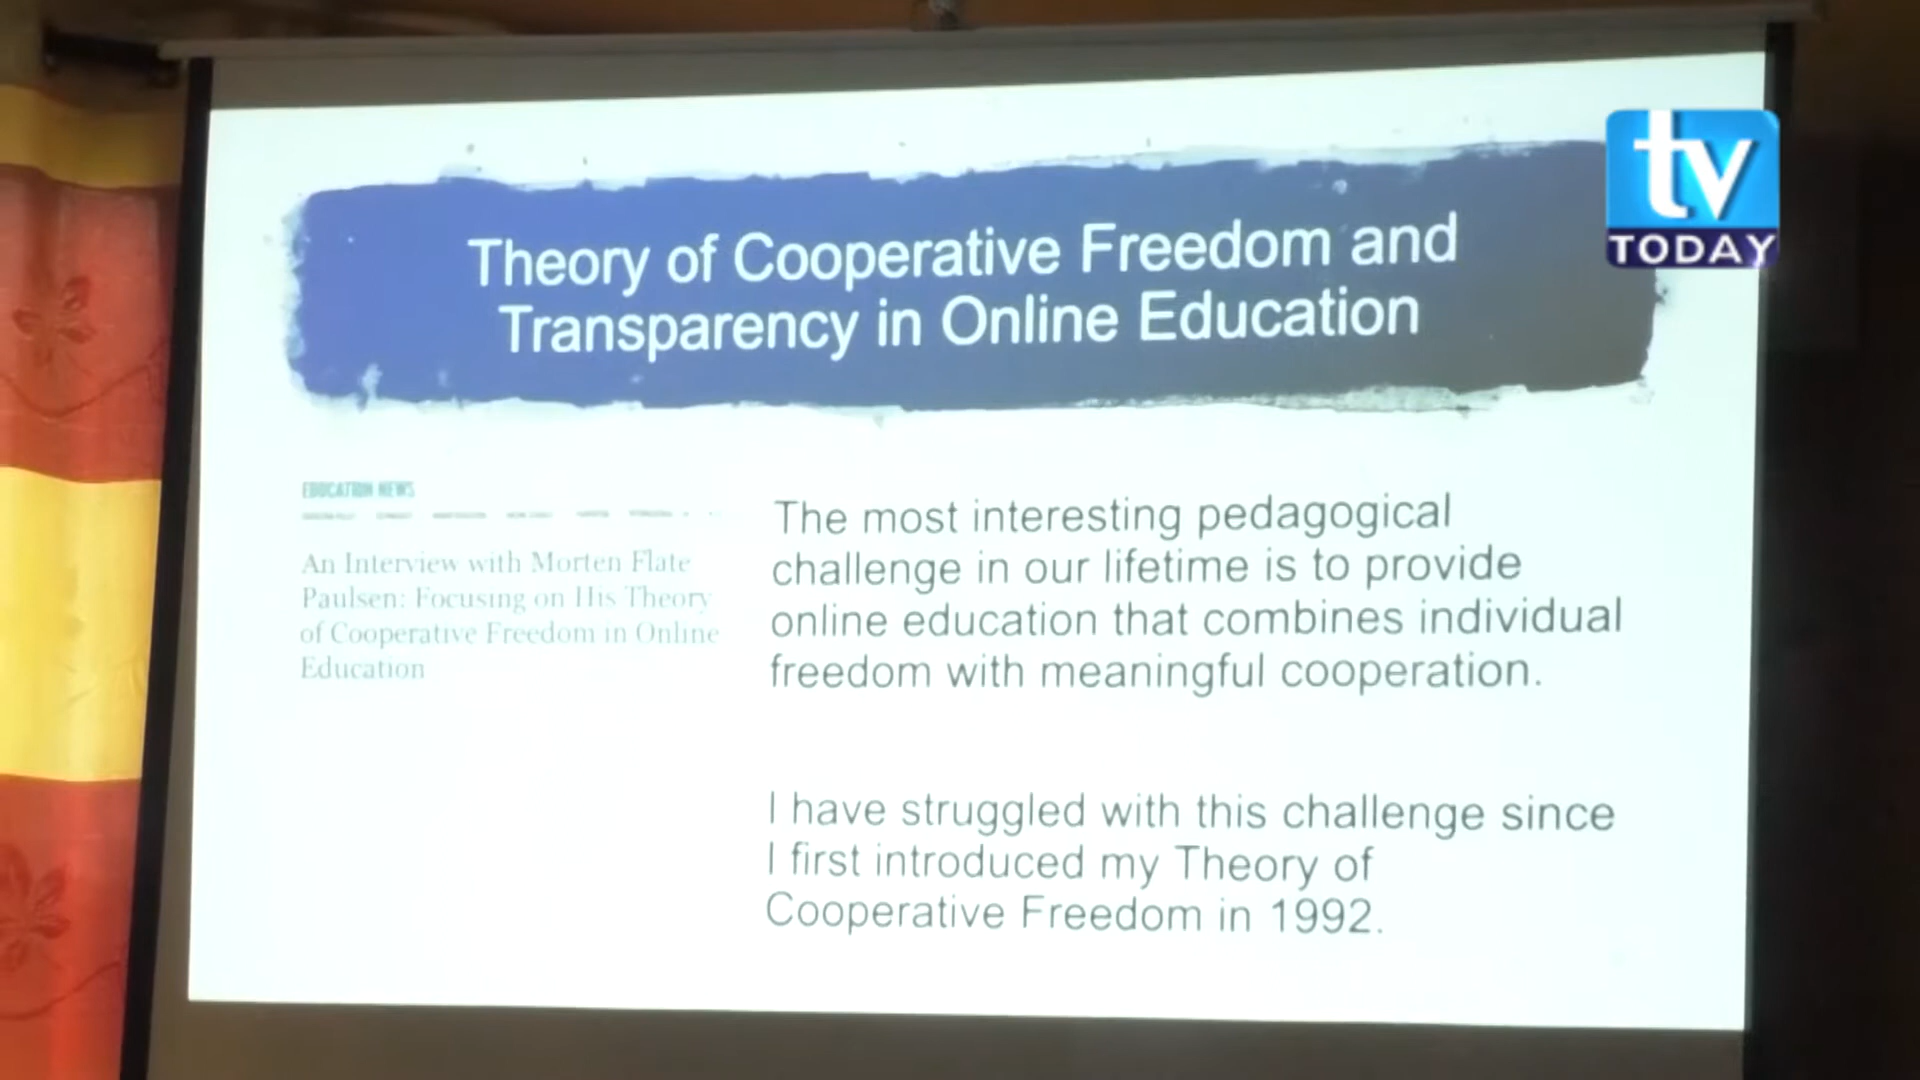 tv
TODAY
Theory of Cooperative Freedom and
Transparency in Online Education
EDUCATION NEWS
An Interview with Morten Flate
Paulsen: Focusing on His Theory
of Cooperative Freedom in Online
Education
The most interesting pedagogical
challenge in our lifetime is to provide
online education that combines individual
freedom with meaningful cooperation.
I have struggled with this challenge since
I first introduced my Theory of
Cooperative Freedom in 1992.